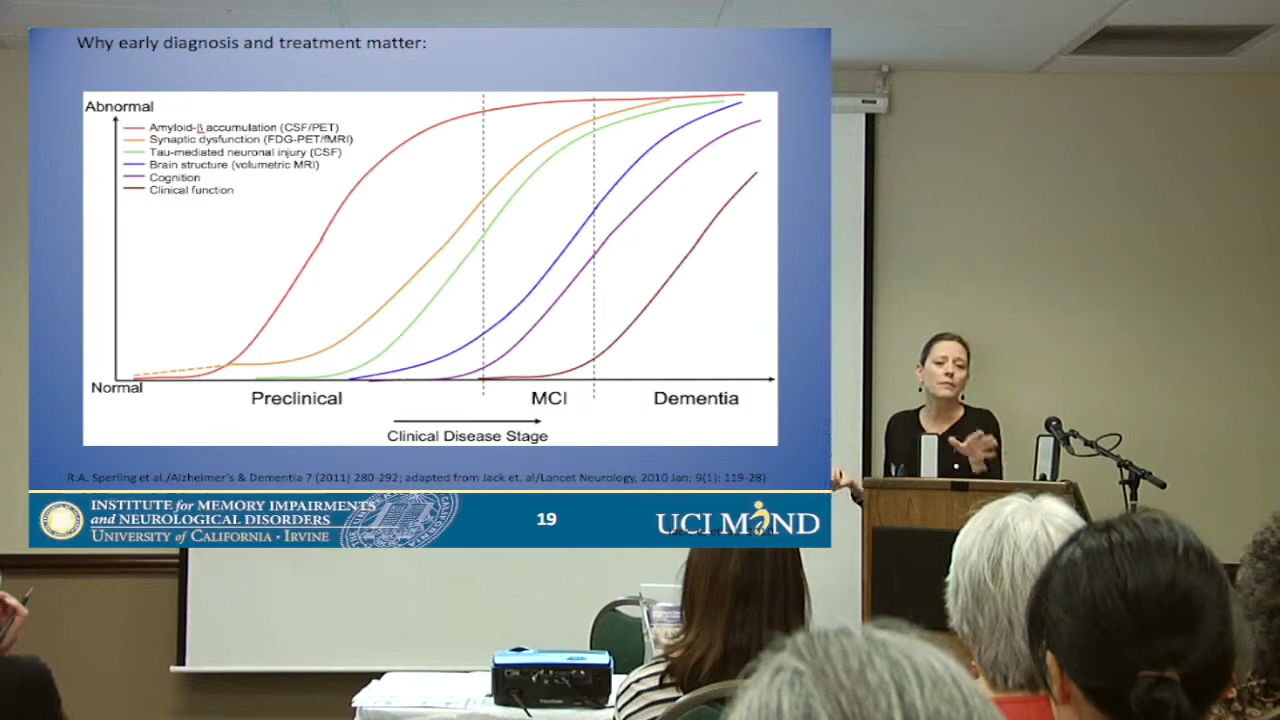 Why early diagnosis and treatment matter:
Abnormal
Amyloid-β accumulation (CSF/PET)
Synaptic dysfunction (FDG-PET/fMRI)
Tau-mediated neuronal injury (CSF)
Brain structure (volumetric MRI)
Cognition
Clinical function
Normal
Preclinical MCI Dementia
Clinical Disease Stage
R.A. Sperling et al./Alzheimer's & Dementia 7 (2011) 280-292; adapted from Jack et. al/Lancet Neurology, 2010 Jan; 9(1): 119-28)
INSTITUTE for MEMORY IMPAIRMENTS
and NEUROLOGICAL DISORDERS
UNIVERSITY of CALIFORNIA · IRVINE
19
UCI MIND